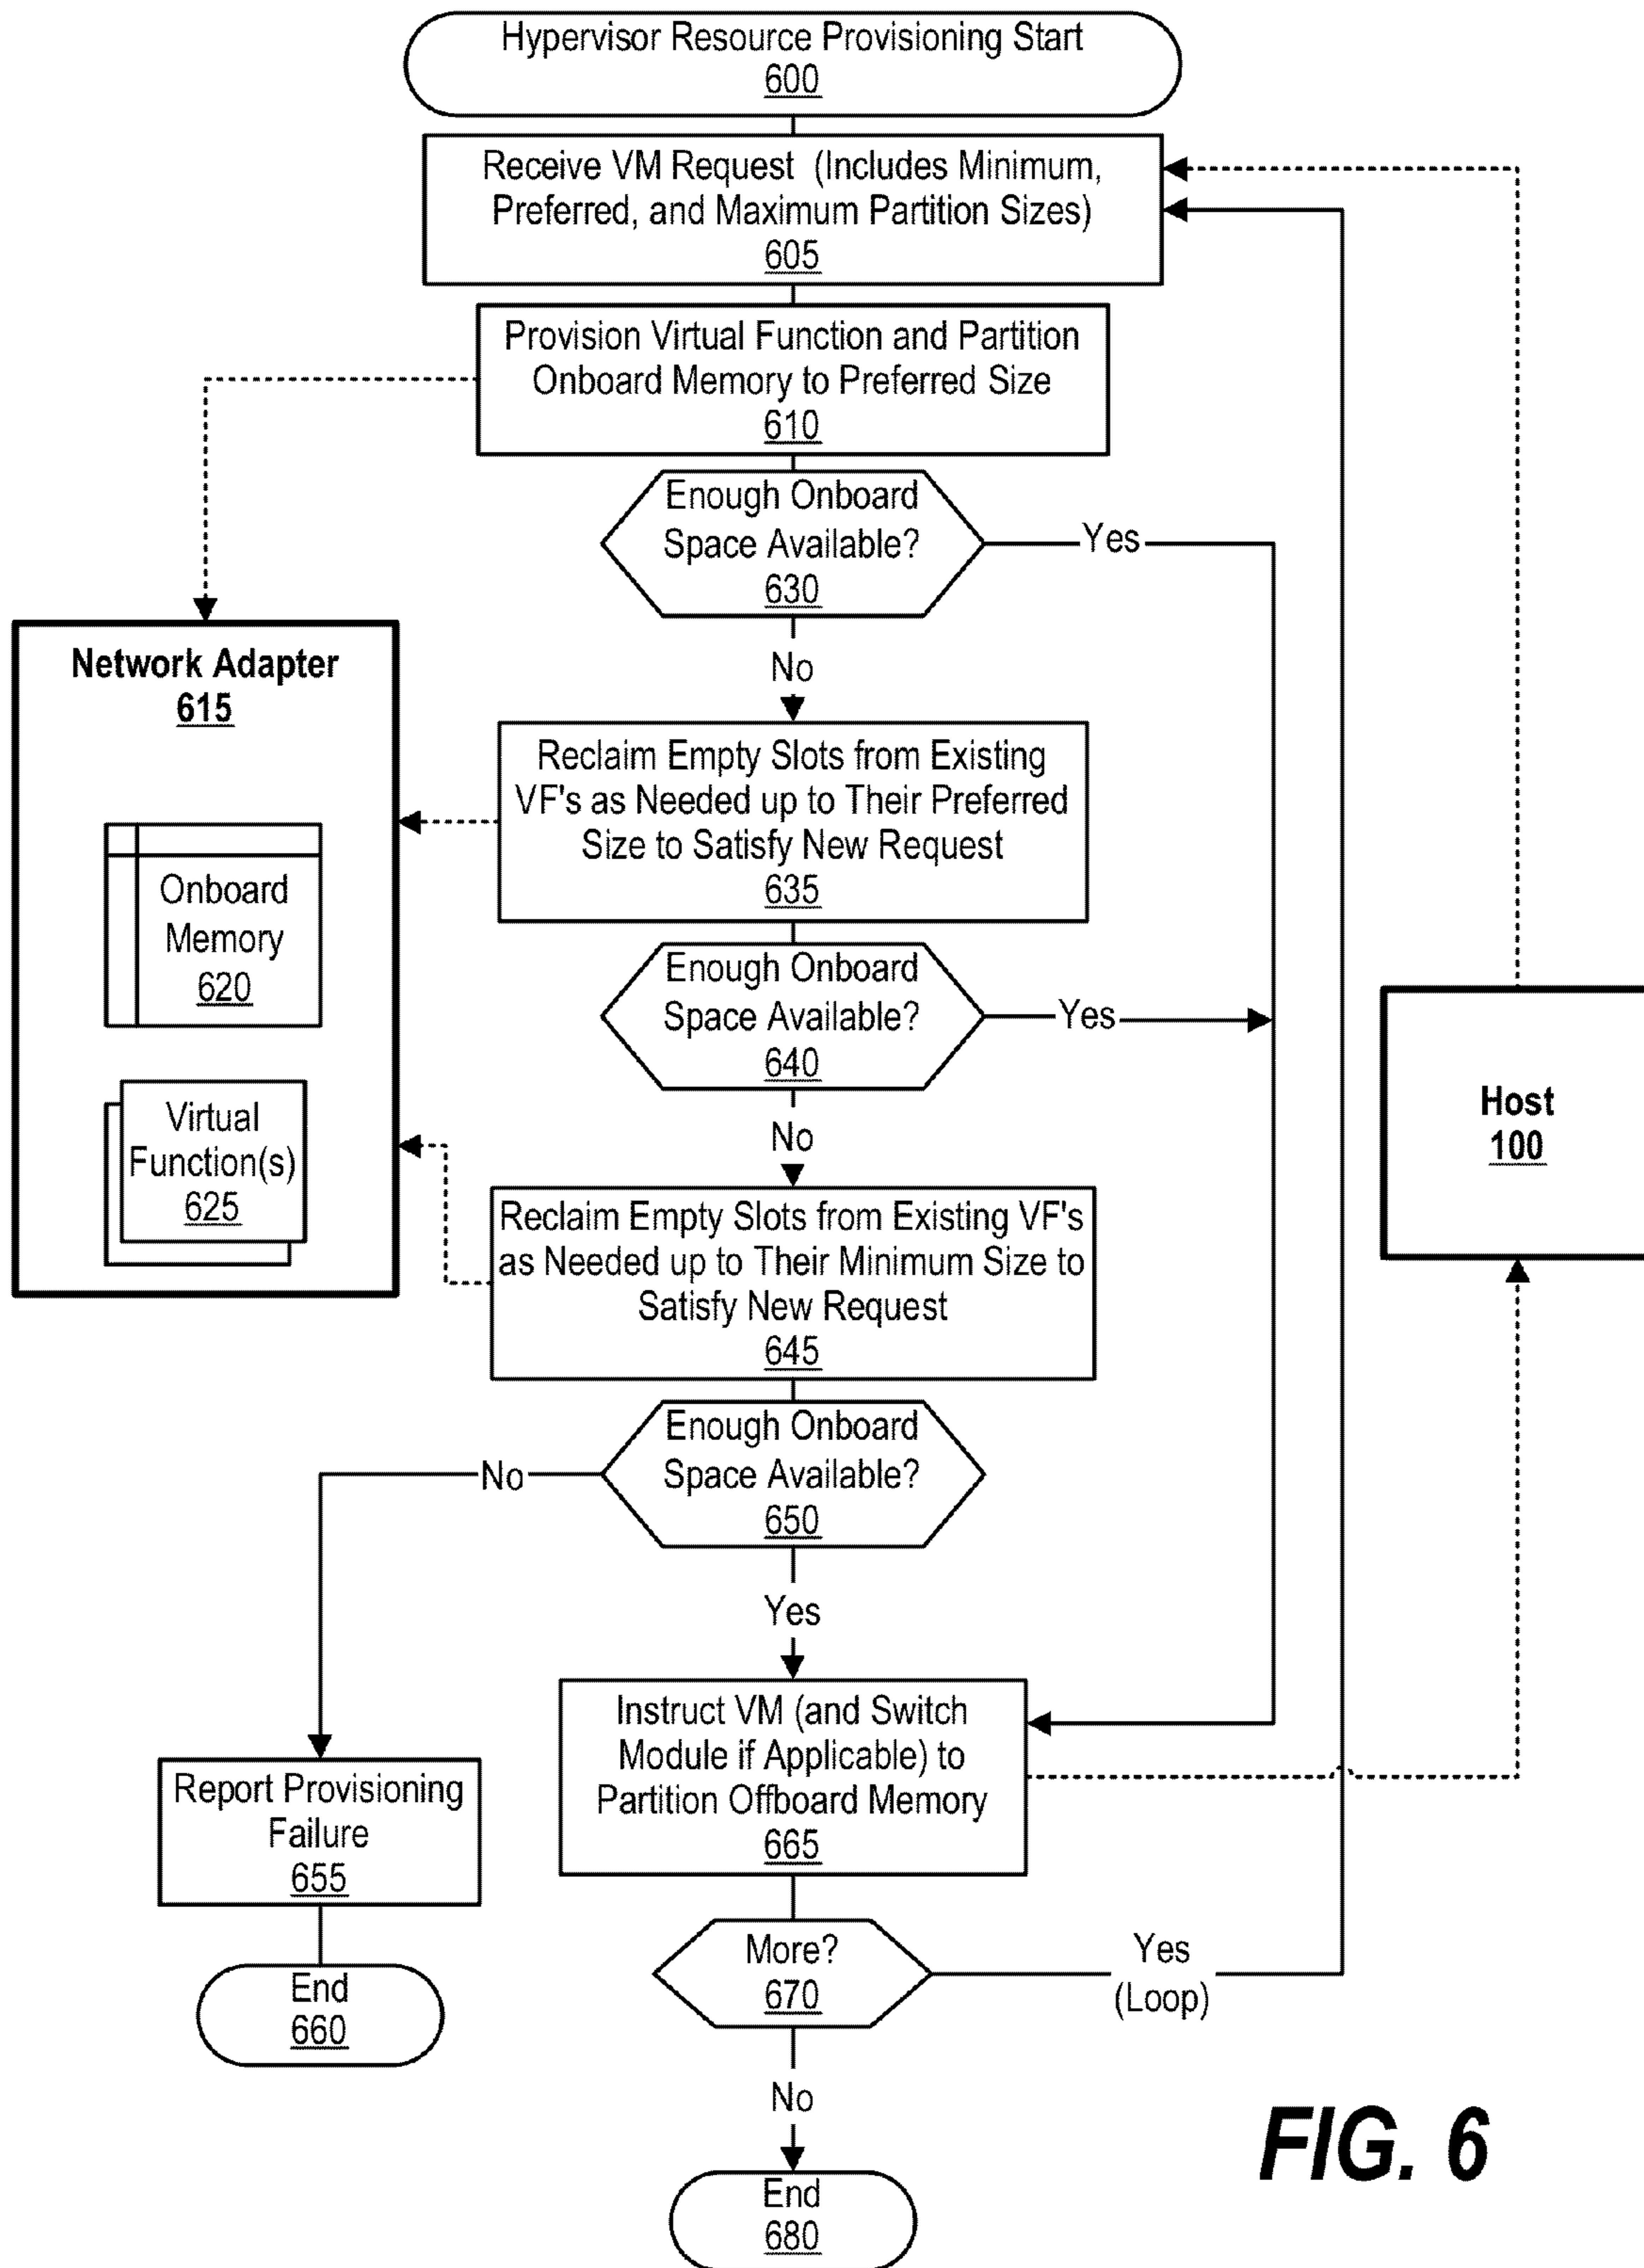 Hypervisor Resource Provisioning Start
600
Receive VM Request (Includes Minimum,
Preferred, and Maximum Partition Sizes)
605
Provision Virtual Function and Partition
Onboard Memory to Preferred Size
610
Enough Onboard
Space Available?
630
Yes
No
Network Adapter
615
Onboard
Memory
620
Virtual
Function(s)
625
Reclaim Empty Slots from Existing
VF's as Needed up to Their Preferred
Size to Satisfy New Request
635
Enough Onboard
Space Available?
640
Yes
No
Host
100
Reclaim Empty Slots from Existing VF's
as Needed up to Their Minimum Size to
Satisfy New Request
645
Enough Onboard
Space Available?
650
No
Yes
Instruct VM (and Switch
Module if Applicable) to
Partition Offboard Memory
665
Report Provisioning
Failure
655
End
660
More?
670
Yes
(Loop)
No
End
680
FIG. 6